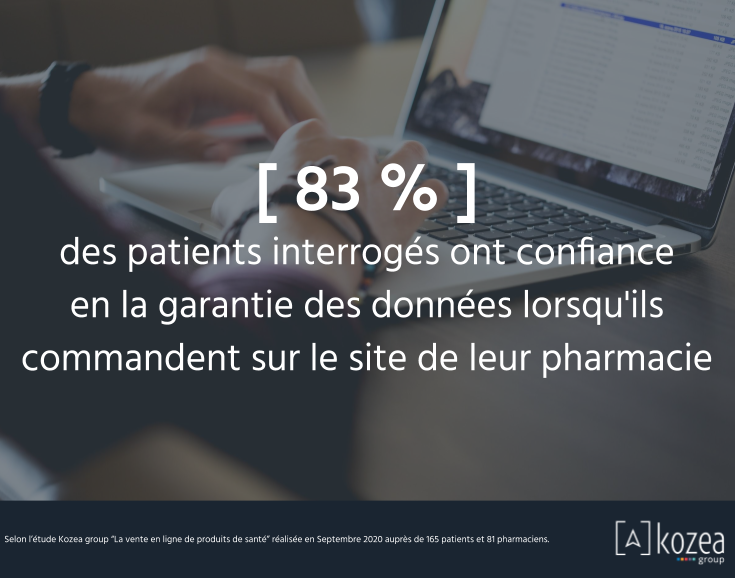 [ 83 % ]
des patients interrogés ont confiance
en la garantie des données lorsqu'ils
commandent sur le site de leur pharmacie
Selon l'étude Kozea group "La vente en ligne de produits de santé" réalisée en Septembre 2020 auprès de 165 patients et 81 pharmaciens.
[A] kozea
group